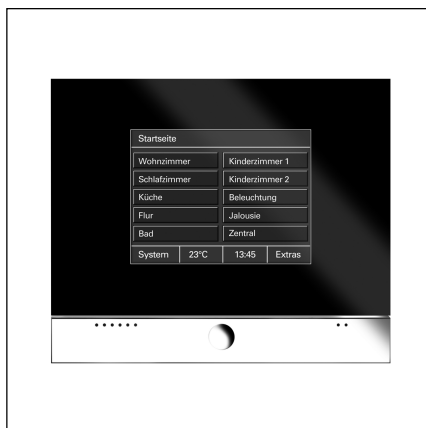 Startseite
Wohnzimmer
Kinderzimmer 1
Schlafzimmer
Kinderzimmer 2
Küche
Beleuchtung
Flur
Jalousie
Bad
Zentral
System 23°C 13:45 Extras